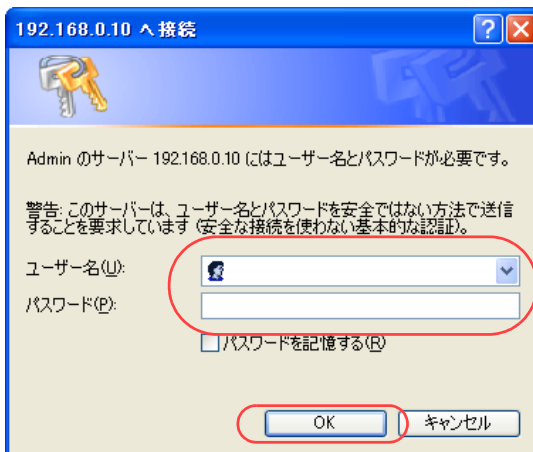 192.168.0.10 へ接続
Admin のサーバー 192.168.0.10 にはユーザー名とパスワードが必要です。
警告: このサーバーは、ユーザー名とパスワードを安全ではない方法で送信
することを要求しています (安全な接続を使わない基本的な認証)。
ユーザー名(U):
パスワード(P):
パスワードを記憶する(R)
OK
キャンセル